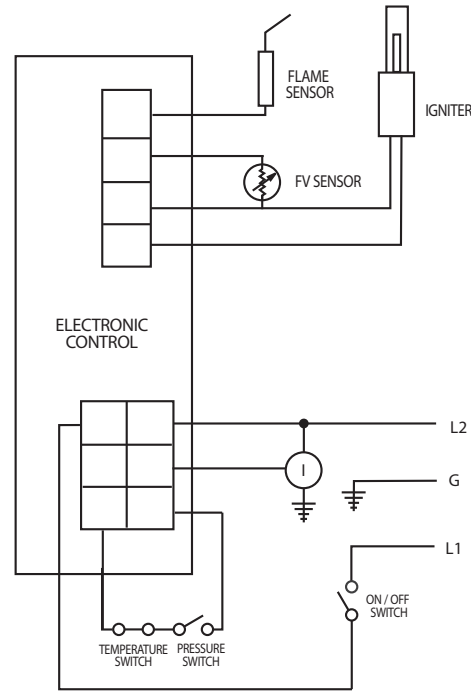 FLAME
SENSOR
IGNITER
FV SENSOR
ELECTRONIC
CONTROL
L2
I
G
L1
ON / OFF
SWITCH
TEMPERATURE
SWITCH
PRESSURE
SWITCH